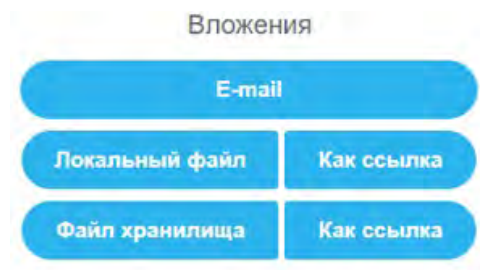 Вложения
E-mail
Локальный файл Как ссылка
Файл хранилища Как ссылка